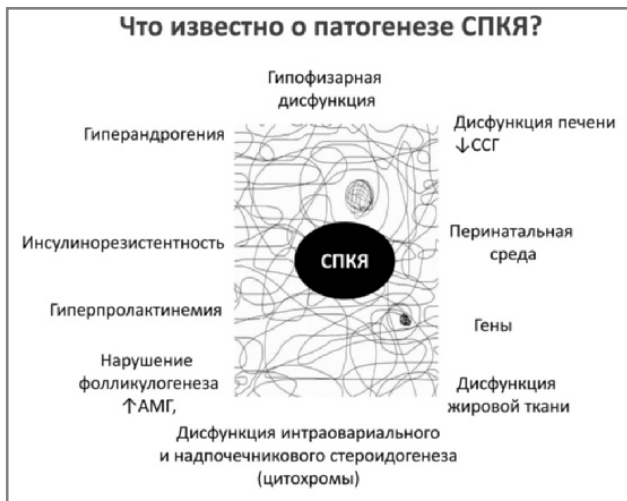 Что известно о патогенезе СПКЯ?
Гипофизарная
дисфункция
Гиперандрогения
Дисфункция печени
↓ССГ
Инсулинорезистентность
Перинатальная
среда
СПКЯ
Гиперпролактинемия
Гены
Нарушение
фолликулогенеза
↑АМГ,
Дисфункция
жировой ткани
Дисфункция интраовариального
и надпочечникового стероидогенеза
(цитохромы)